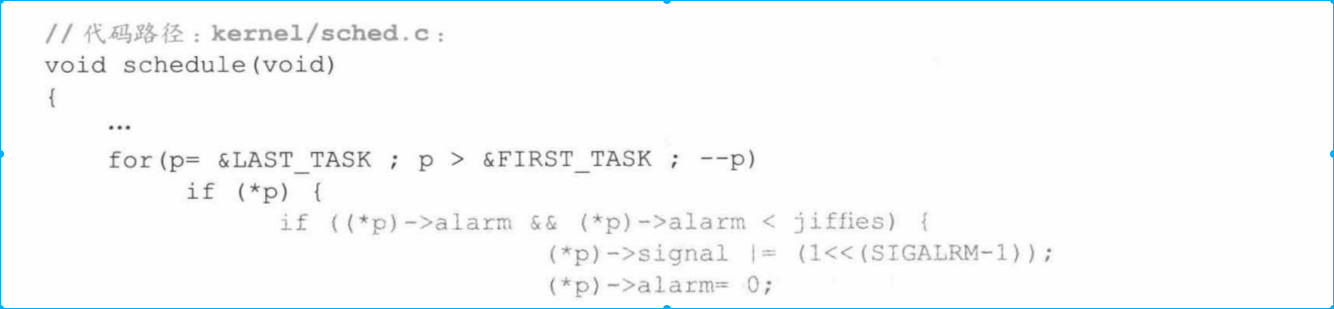 // 代码路径：kernel/sched.c：
void schedule(void)
{
…
for(p= &LAST_TASK ; p > &FIRST_TASK ; --p)
if (*p) {
if ((*p)->alarm && (*p)->alarm < jiffies) {
(*p)->signal |= (1<<(SIGALRM-1));
(*p)->alarm= 0;